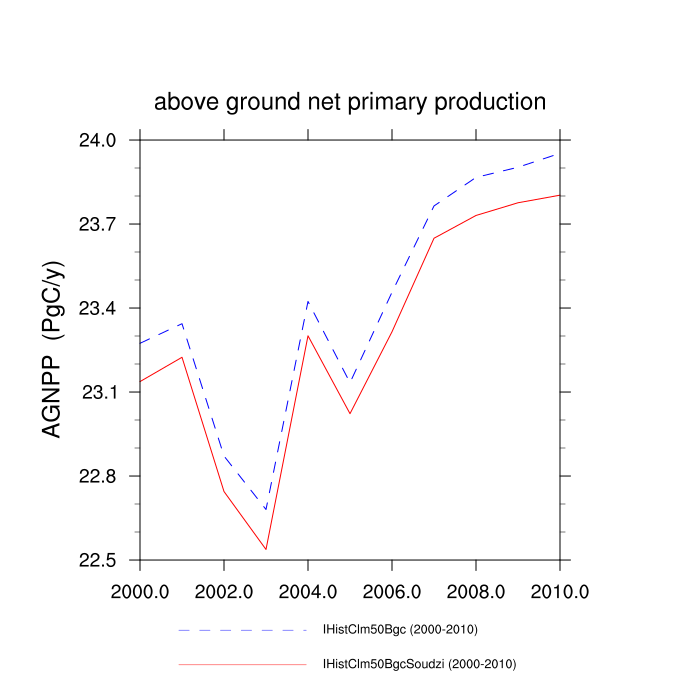 above ground net primary production
24.0
23.7
23.4
23.1
22.8
22.5
AGNPP (PgC/y)
2000.0 2002.0 2004.0 2006.0 2008.0 2010.0
IHistClm50Bgc (2000-2010)
IHistClm50BgcSoudzi (2000-2010)